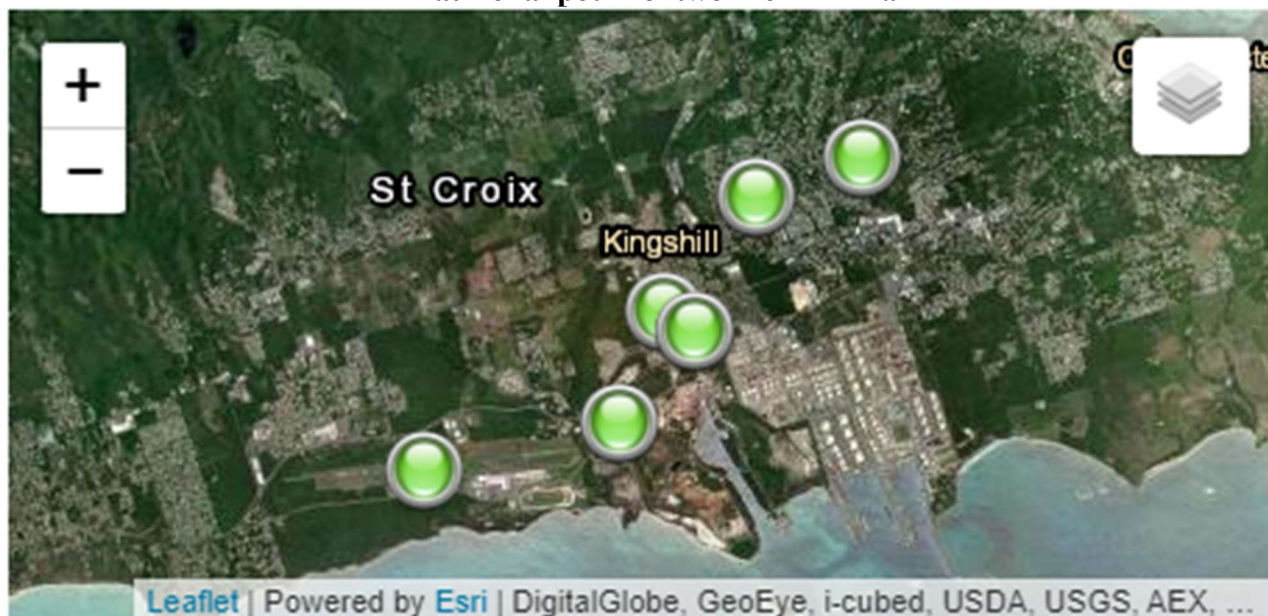 +
−
St Croix
Kingshill
Leaflet | Powered by Esri | DigitalGlobe, GeoEye, i-cubed, USDA, USGS, AEX, ...